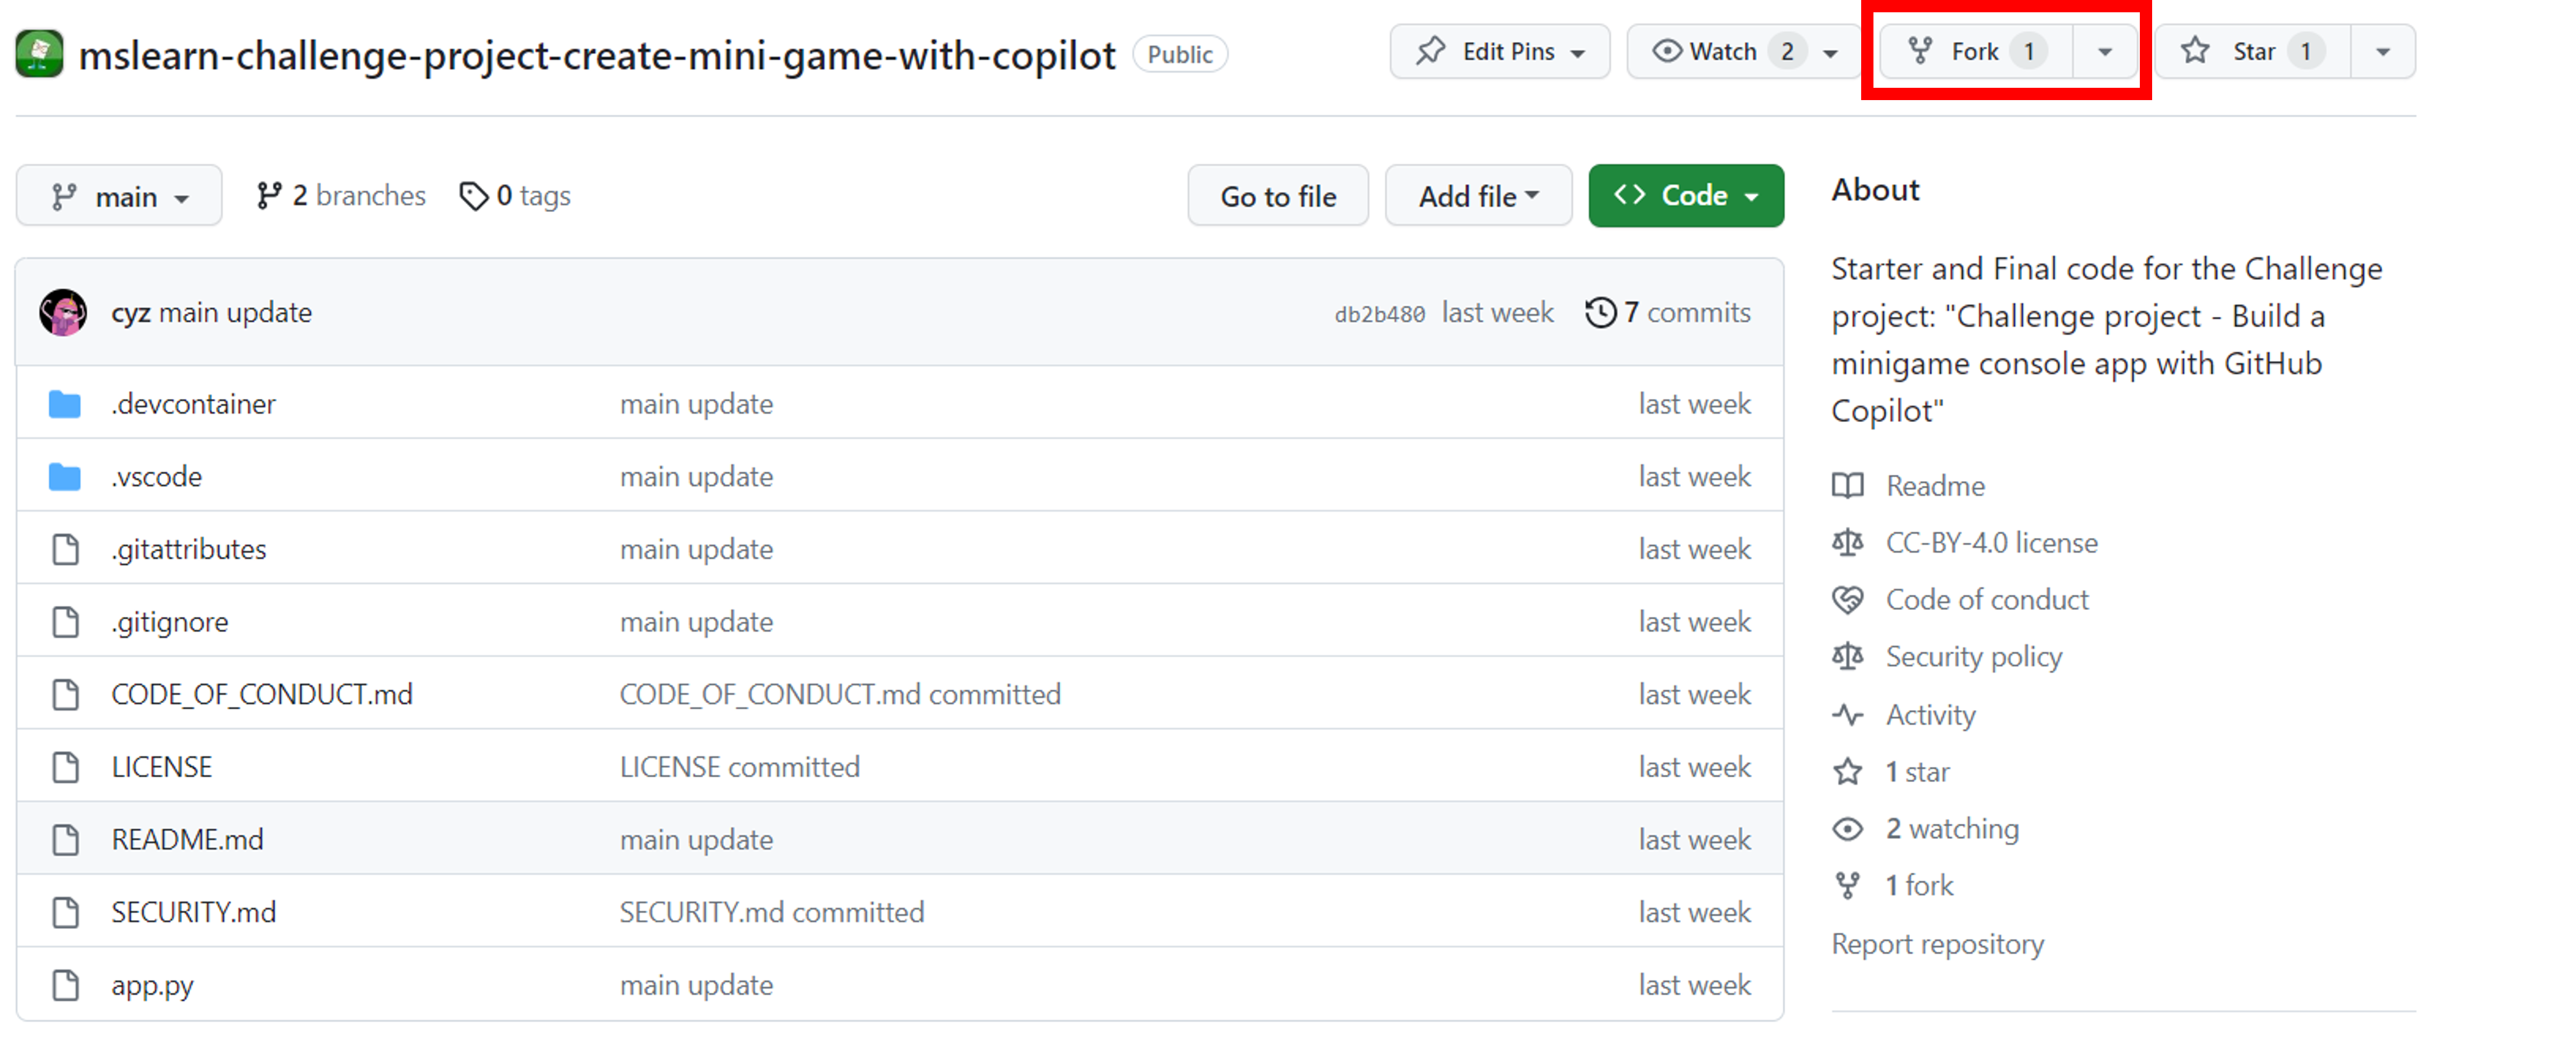 mslearn-challenge-project-create-mini-game-with-copilot Public Edit Pins Watch 2 Fork 1 Star 1
main 2 branches 0 tags Go to file Add file Code
cyz main update db2b480 last week 7 commits
.devcontainer main update last week
.vscode main update last week
.gitattributes main update last week
.gitignore main update last week
CODE_OF_CONDUCT.md CODE_OF_CONDUCT.md committed last week
LICENSE LICENSE committed last week
README.md main update last week
SECURITY.md SECURITY.md committed last week
app.py main update last week
About
Starter and Final code for the Challenge
project: "Challenge project - Build a
minigame console app with GitHub
Copilot"
Readme
CC-BY-4.0 license
Code of conduct
Security policy
Activity
1 star
2 watching
1 fork
Report repository